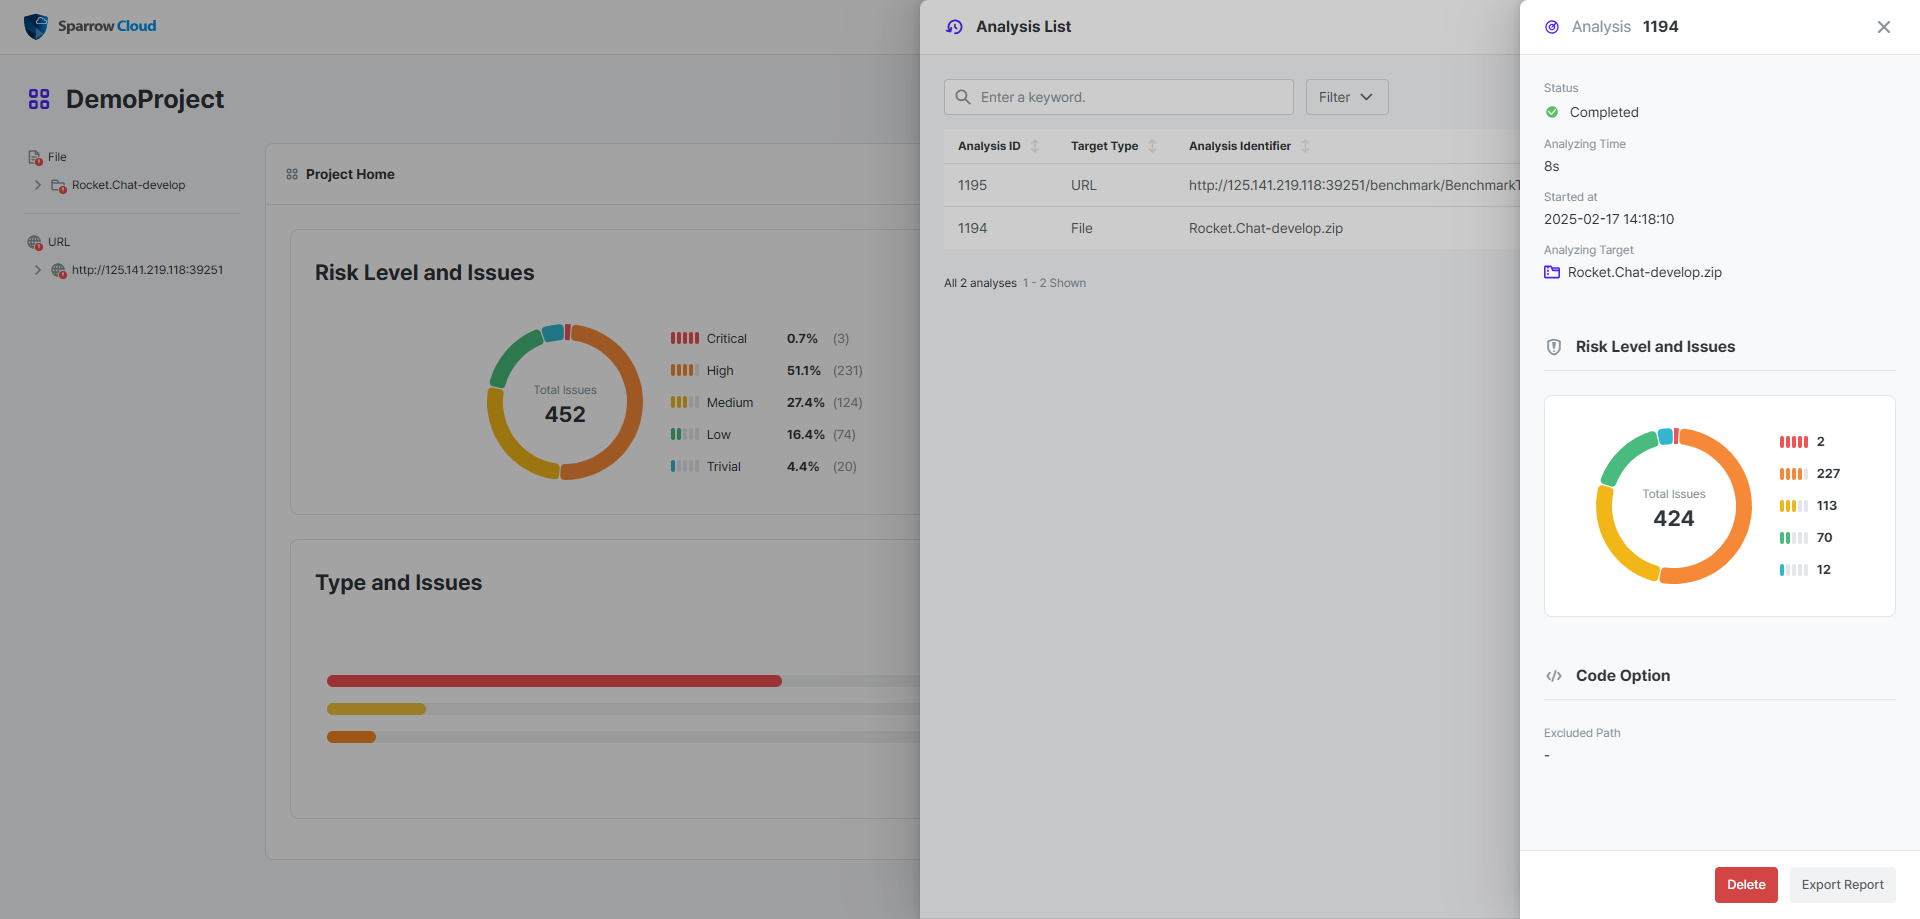 Sparrow Cloud
DemoProject
File
Rocket.Chat-develop
URL
http://125.141.219.118:39251
Project Home
Risk Level and Issues
Total Issues
452
Critical 0.7% (3)
High 51.1% (231)
Medium 27.4% (124)
Low 16.4% (74)
Trivial 4.4% (20)
Type and Issues
Analysis List
Enter a keyword.
Filter
Analysis ID Target Type Analysis Identifier
1195 URL http://125.141.219.118:39251/benchmark/Benchmark
1194 File Rocket.Chat-develop.zip
All 2 analyses 1 - 2 Shown
Analysis 1194
Status
Completed
Analyzing Time
8s
Started at
2025-02-17 14:18:10
Analyzing Target
Rocket.Chat-develop.zip
Risk Level and Issues
Total Issues
424
2
227
113
70
12
Code Option
Excluded Path
-
Delete
Export Report